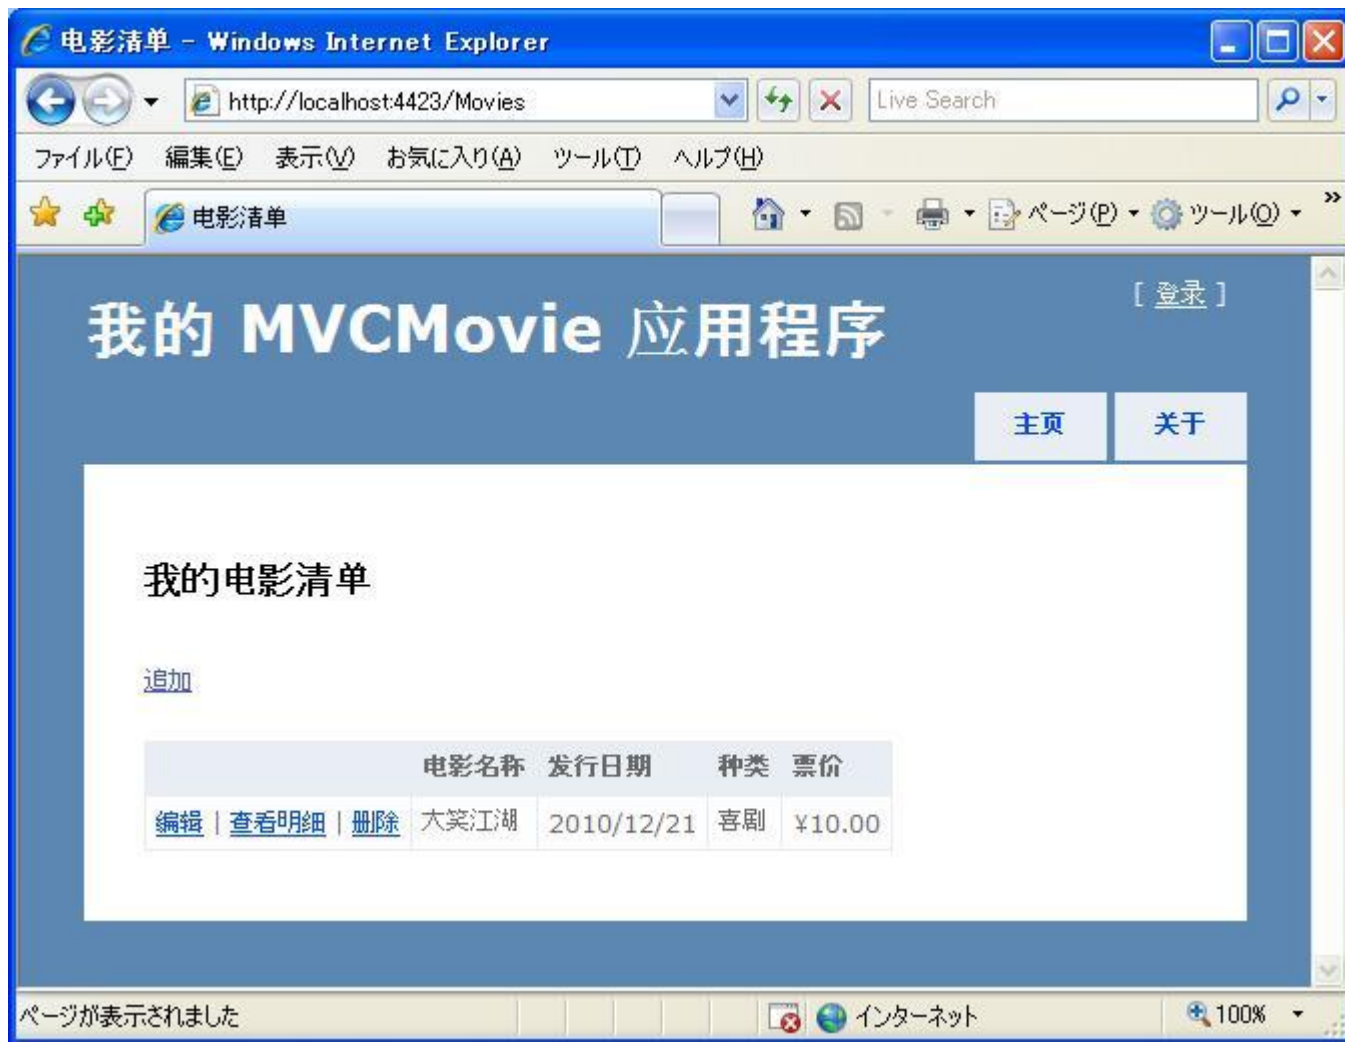 电影清单 - Windows Internet Explorer
http://localhost:4423/Movies
Live Search
ファイル(F) 編集(E) 表示(V) お気に入り(A) ツール(T) ヘルプ(H)
电影清单
ページ(P) ツール(O) »
[ 登录 ]
我的 MVCMovie 应用程序
主页 关于
我的电影清单
追加
电影名称 发行日期 种类 票价
编辑 | 查看明细 | 删除 大笑江湖 2010/12/21 喜剧 ¥10.00
ページが表示されました インターネット 100%